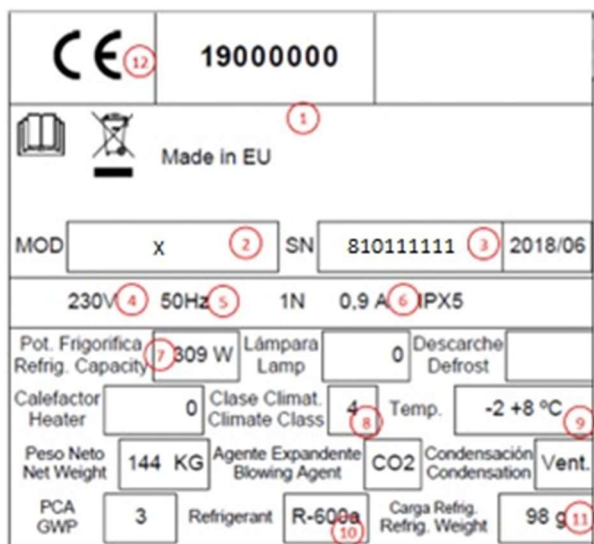 CE 12 19000000
1
Made in EU
MOD x 2 SN 810111111 3 2018/06
230V 4 50Hz 5 1N 0,9 A 6 IPX5
Pot. Frigorifica 7 309 W Lámpara 0 Descarche
Refrig. Capacity Lamp Defrost
Calefactor 0 Clase Climat. 4 8 Temp. -2 +8 ºC 9
Heater Climate Class
Peso Neto 144 KG Agente Expandente CO2 Condensación Vent.
Net Weight Blowing Agent Condensation
PCA 3 Refrigerant R-600a 10 Carga Refrig. 98 g 11
GWP Refrig. Weight